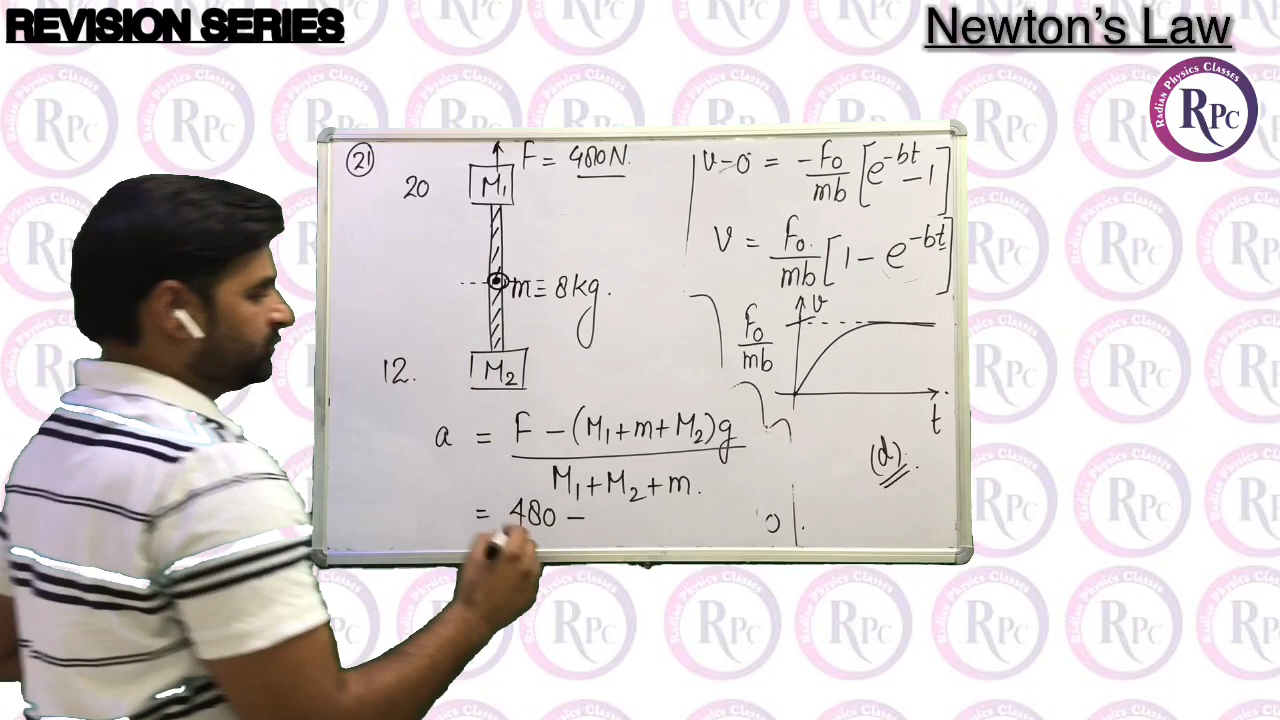 REVISION SERIES
Newton's Law
Radian Physics Classes
RPC
(21)
F = 480N.
20
M₁
m = 8kg.
12.
M₂
a = F - (M₁+m+M₂)g / M₁+M₂+m.
= 480 -
V-0 = -F₀/mb [e^-bt -1]
V = F₀/mb [1 - e^-bt]
v
F₀/mb
t
(d).